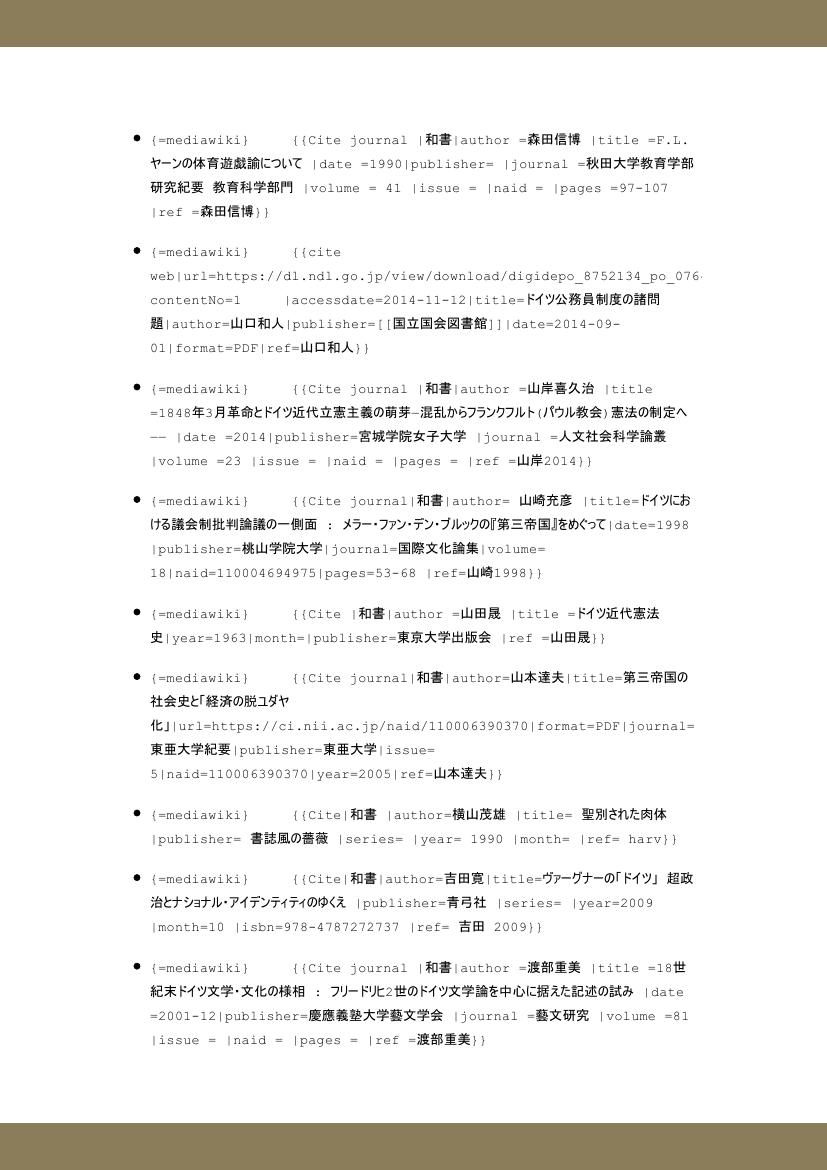 {=mediawiki} {{Cite journal |和書|author =森田信博 |title =F.L.
ヤーンの体育遊戯論について |date =1990|publisher= |journal =秋田大学教育学部
研究紀要 教育科学部門 |volume = 41 |issue = |naid = |pages =97-107
|ref =森田信博}}
{=mediawiki} {{cite
web|url=https://dl.ndl.go.jp/view/download/digidepo_8752134_po_076
contentNo=1 |accessdate=2014-11-12|title=ドイツ公務員制度の諸問
題|author=山口和人|publisher=[[国立国会図書館]]|date=2014-09-
01|format=PDF|ref=山口和人}}
{=mediawiki} {{Cite journal |和書|author =山岸喜久治 |title
=1848年3月革命とドイツ近代立憲主義の萌芽—混乱からフランクフルト(パウル教会)憲法の制定へ
—— |date =2014|publisher=宮城学院女子大学 |journal =人文社会科学論叢
|volume =23 |issue = |naid = |pages = |ref =山岸2014}}
{=mediawiki} {{Cite journal|和書|author= 山崎充彦 |title=ドイツにお
ける議会制批判論議の一側面 : メラー・ファン・デン・ブルックの『第三帝国』をめぐって|date=1998
|publisher=桃山学院大学|journal=国際文化論集|volume=
18|naid=110004694975|pages=53-68 |ref=山崎1998}}
{=mediawiki} {{Cite |和書|author =山田晟 |title =ドイツ近代憲法
史|year=1963|month=|publisher=東京大学出版会 |ref =山田晟}}
{=mediawiki} {{Cite journal|和書|author=山本達夫|title=第三帝国の
社会史と「経済の脱ユダヤ
化」|url=https://ci.nii.ac.jp/naid/110006390370|format=PDF|journal=
東亜大学紀要|publisher=東亜大学|issue=
5|naid=110006390370|year=2005|ref=山本達夫}}
{=mediawiki} {{Cite|和書 |author=横山茂雄 |title= 聖別された肉体
|publisher= 書誌風の薔薇 |series= |year= 1990 |month= |ref= harv}}
{=mediawiki} {{Cite|和書|author=吉田寛|title=ヴァーグナーの「ドイツ」 超政
治とナショナル・アイデンティティのゆくえ |publisher=青弓社 |series= |year=2009
|month=10 |isbn=978-4787272737 |ref= 吉田 2009}}
{=mediawiki} {{Cite journal |和書|author =渡部重美 |title =18世
紀末ドイツ文学・文化の様相 : フリードリヒ2世のドイツ文学論を中心に据えた記述の試み |date
=2001-12|publisher=慶應義塾大学藝文学会 |journal =藝文研究 |volume =81
|issue = |naid = |pages = |ref =渡部重美}}